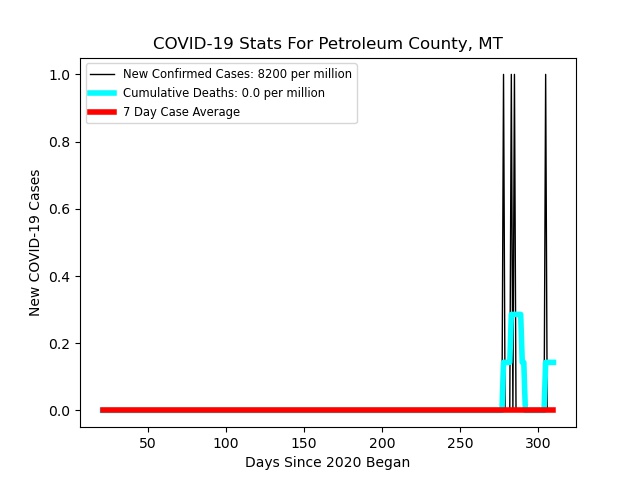 COVID-19 Stats For Petroleum County, MT
New Confirmed Cases: 8200 per million
Cumulative Deaths: 0.0 per million
7 Day Case Average
New COVID-19 Cases
1.0
0.8
0.6
0.4
0.2
0.0
50 100 150 200 250 300
Days Since 2020 Began